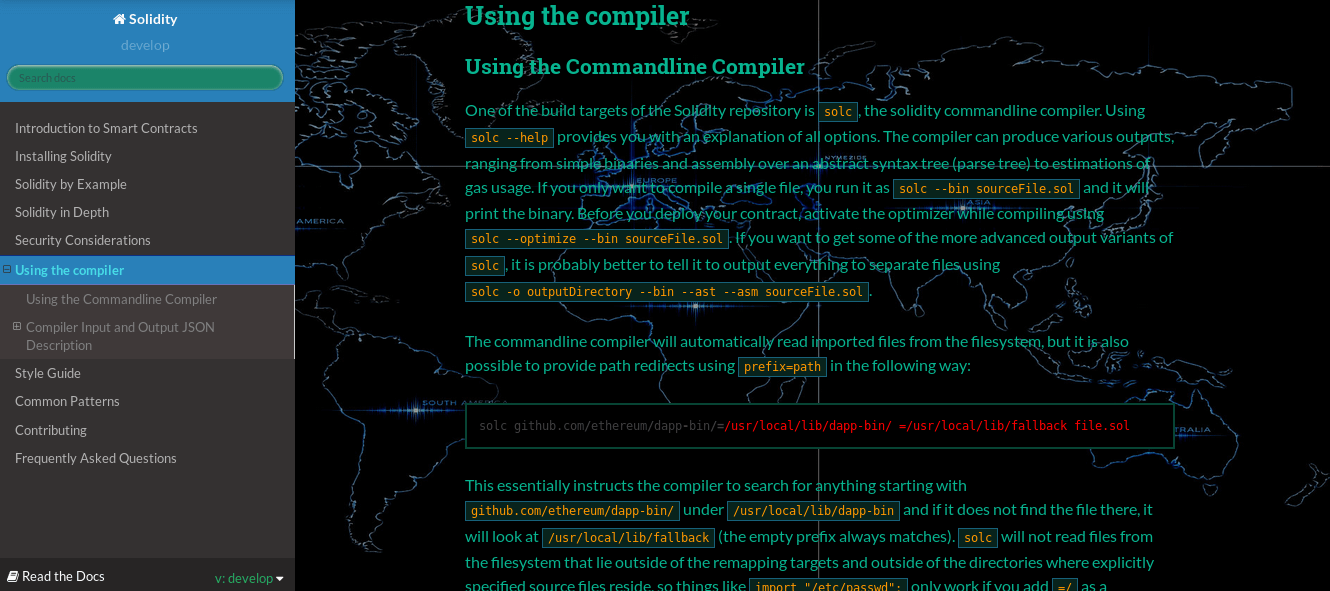 Solidity
develop
Search docs
Introduction to Smart Contracts
Installing Solidity
Solidity by Example
Solidity in Depth
Security Considerations
Using the compiler
Using the Commandline Compiler
Compiler Input and Output JSON
Description
Style Guide
Common Patterns
Contributing
Frequently Asked Questions
Read the Docs
v: develop
Using the compiler
Using the Commandline Compiler
One of the build targets of the Solidity repository is solc, the solidity commandline compiler. Using
solc --help provides you with an explanation of all options. The compiler can produce various outputs,
ranging from simple binaries and assembly over an abstract syntax tree (parse tree) to estimations of
gas usage. If you only want to compile a single file, you run it as solc --bin sourceFile.sol and it will
print the binary. Before you deploy your contract, activate the optimizer while compiling using
solc --optimize --bin sourceFile.sol. If you want to get some of the more advanced output variants of
solc, it is probably better to tell it to output everything to separate files using
solc -o outputDirectory --bin --ast --asm sourceFile.sol.
The commandline compiler will automatically read imported files from the filesystem, but it is also
possible to provide path redirects using prefix=path in the following way:
solc github.com/ethereum/dapp-bin/=/usr/local/lib/dapp-bin/ =/usr/local/lib/fallback file.sol
This essentially instructs the compiler to search for anything starting with
github.com/ethereum/dapp-bin/ under /usr/local/lib/dapp-bin and if it does not find the file there, it
will look at /usr/local/lib/fallback (the empty prefix always matches). solc will not read files from
the filesystem that lie outside of the remapping targets and outside of the directories where explicitly
specified source files reside, so things like import "/etc/passwd"; only work if you add =/ as a
AMERICA
EUROPE
ASIA
SOUTH AMERICA